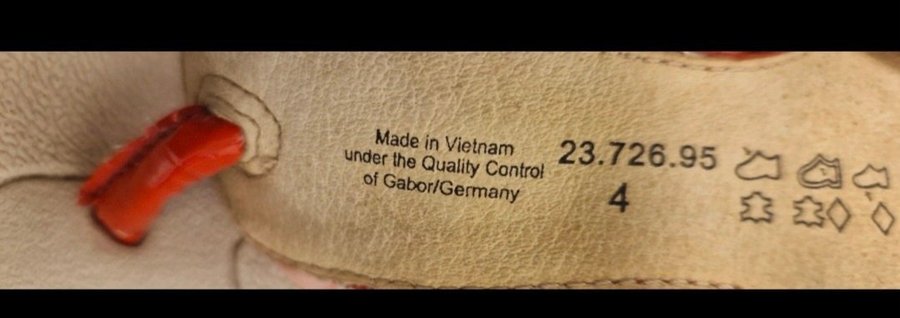 Made in Vietnam
under the Quality Control
of Gabor/Germany
23.726.95
4